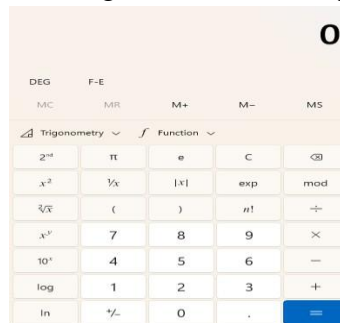 0
DEG F-E
MC MR M+ M− MS
Trigonometry f Function
2ⁿᵈ π e C ⌫
x² ¹/x |x| exp mod
²√x ( ) n! ÷
xʸ 7 8 9 ×
10ˣ 4 5 6 −
log 1 2 3 +
ln +/− 0 . =